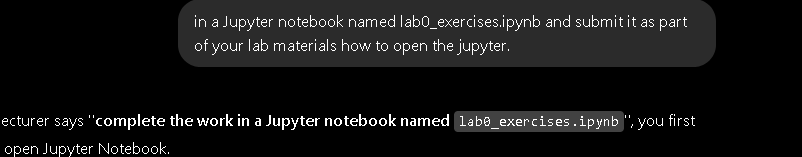 in a Jupyter notebook named lab0_exercises.ipynb and submit it as part
of your lab materials how to open the jupyter.
ecturer says "complete the work in a Jupyter notebook named lab0_exercises.ipynb", you first
open Jupyter Notebook.